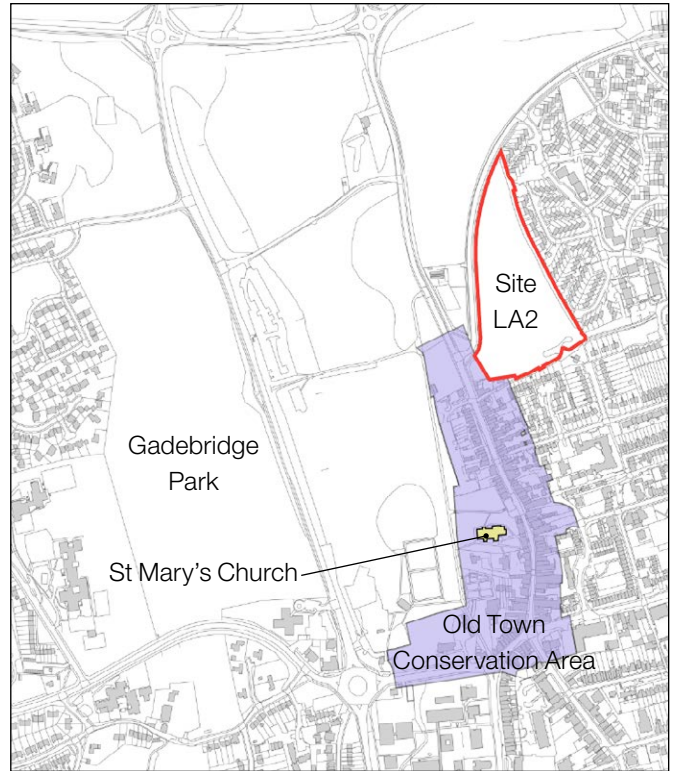 Site
LA2
Gadebridge
Park
St Mary's Church
Old Town
Conservation Area